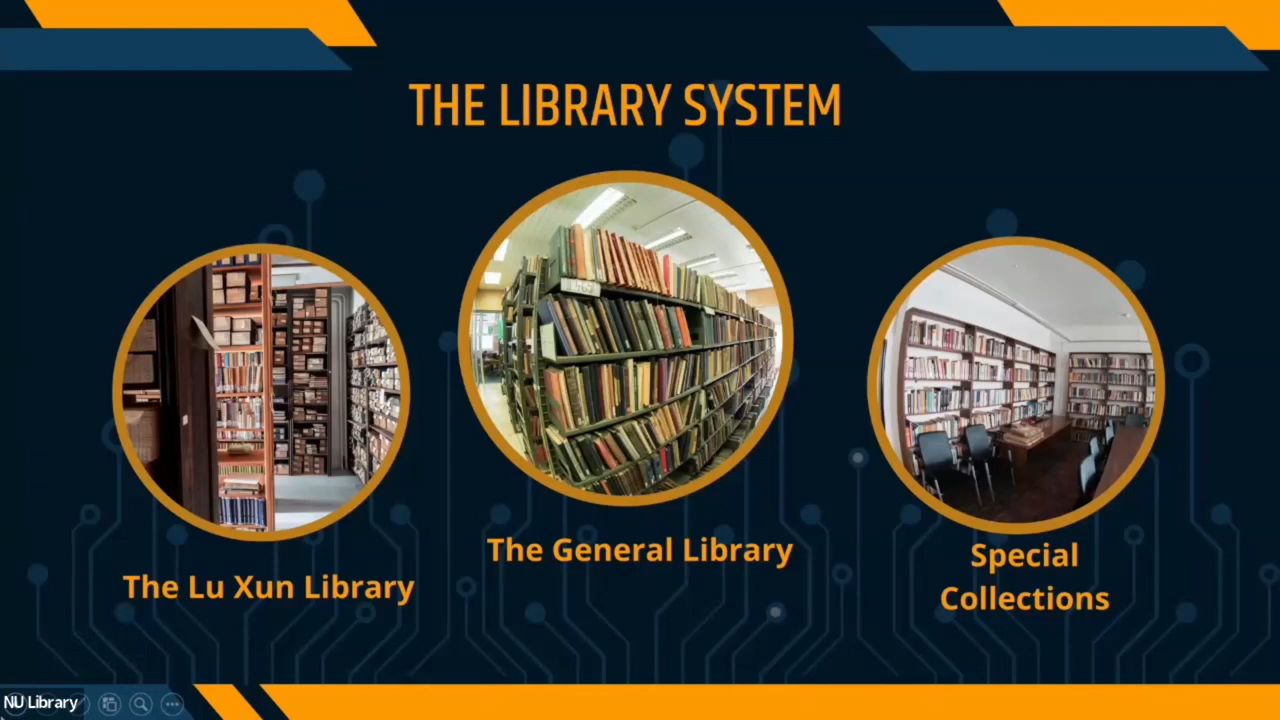 THE LIBRARY SYSTEM
The Lu Xun Library
The General Library
Special
Collections
NU Library